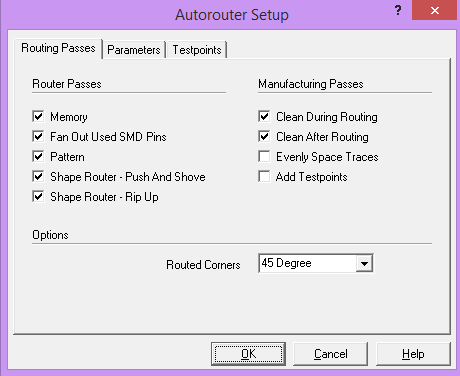 Autorouter Setup
?
Routing Passes
Parameters
Testpoints
Router Passes
Memory
Fan Out Used SMD Pins
Pattern
Shape Router - Push And Shove
Shape Router - Rip Up
Manufacturing Passes
Clean During Routing
Clean After Routing
Evenly Space Traces
Add Testpoints
Options
Routed Corners
45 Degree
OK
Cancel
Help